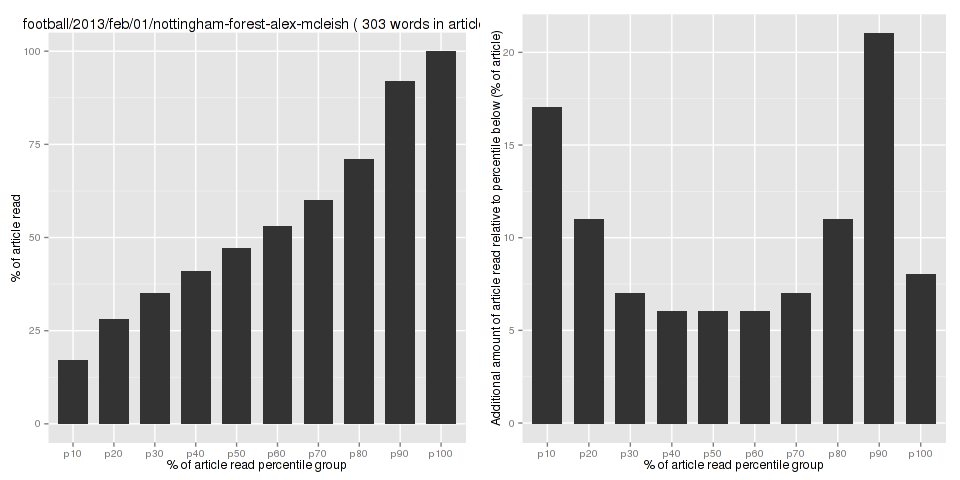 football/2013/feb/01/nottingham-forest-alex-mcleish ( 303 words in article
% of article read
100
75
50
25
0
p10 p20 p30 p40 p50 p60 p70 p80 p90 p100
% of article read percentile group
Additional amount of article read relative to percentile below (% of article)
20
15
10
5
0
p10 p20 p30 p40 p50 p60 p70 p80 p90 p100
% of article read percentile group